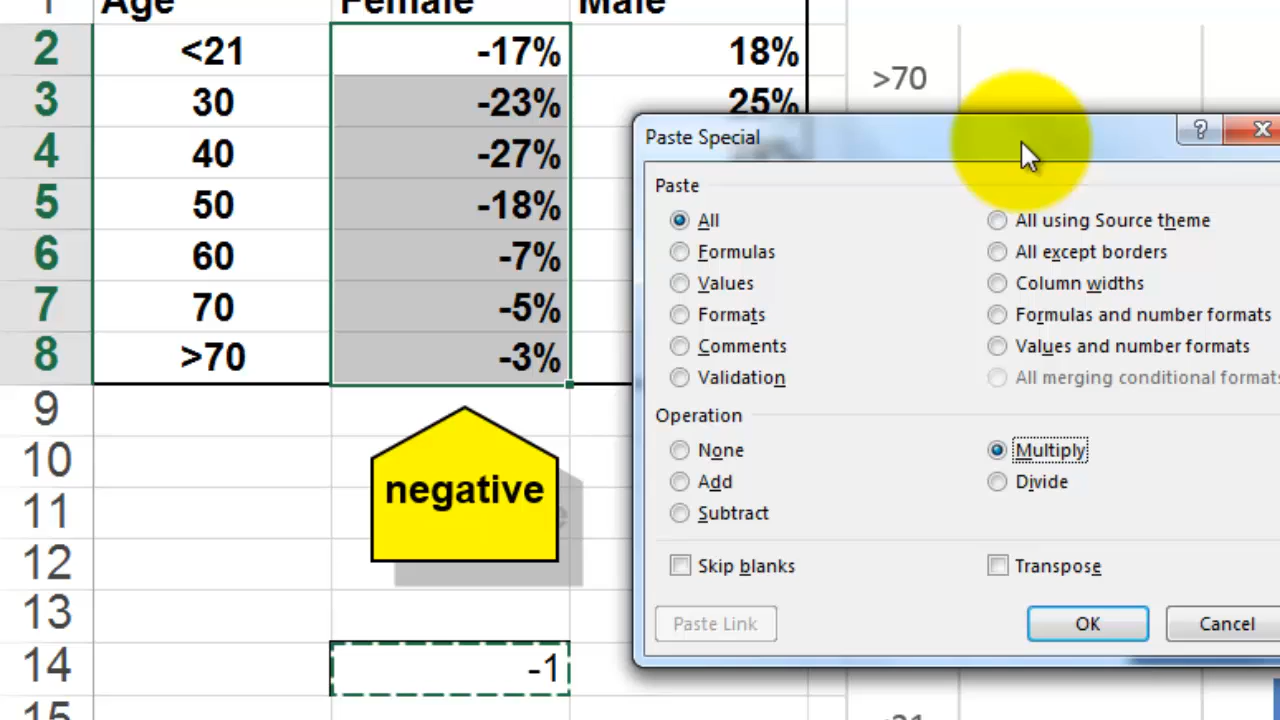 1 Age Female Male
2 <21 -17% 18%
3 30 -23% 25%
4 40 -27%
5 50 -18%
6 60 -7%
7 70 -5%
8 >70 -3%
9
10
11
12
13
14 -1
15
negative
>70
<21
Paste Special
Paste
All
All using Source theme
Formulas
All except borders
Values
Column widths
Formats
Formulas and number formats
Comments
Values and number formats
Validation
All merging conditional formats
Operation
None
Multiply
Add
Divide
Subtract
Skip blanks
Transpose
Paste Link
OK
Cancel